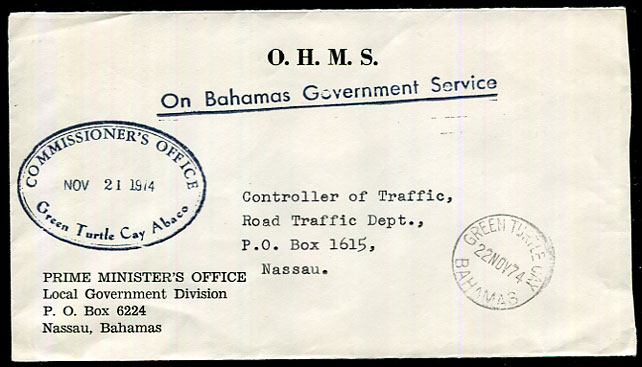 O. H. M. S.
On Bahamas Government Service
COMMISSIONER'S OFFICE
NOV 21 1974
Green Turtle Cay Abaco
Controller of Traffic,
Road Traffic Dept.,
P.O. Box 1615,
Nassau.
GREEN TURTLE CAY
22NOV74
BAHAMAS
PRIME MINISTER'S OFFICE
Local Government Division
P. O. Box 6224
Nassau, Bahamas